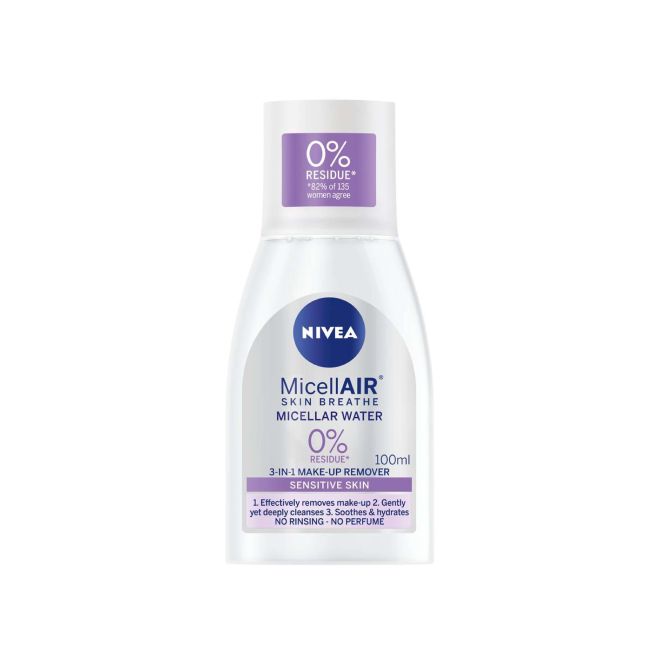 0%
RESIDUE*
*82% of 135
women agree
NIVEA
MicellAIR®
SKIN BREATHE
MICELLAR WATER
0%
RESIDUE*
100ml
3-IN-1 MAKE-UP REMOVER
SENSITIVE SKIN
1. Effectively removes make-up 2. Gently
yet deeply cleanses 3. Soothes & hydrates
NO RINSING - NO PERFUME